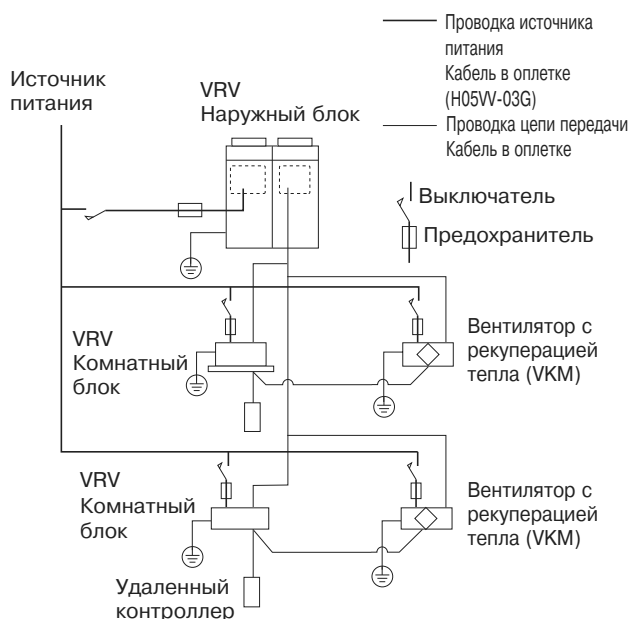 Проводка источника
питания
Кабель в оплетке
(H05VV-03G)
Проводка цепи передачи
Кабель в оплетке
Источник
питания
VRV
Наружный блок
Выключатель
Предохранитель
VRV
Комнатный
блок
Вентилятор с
рекуперацией
тепла (VKM)
VRV
Комнатный
блок
Вентилятор с
рекуперацией
тепла (VKM)
Удаленный
контроллер